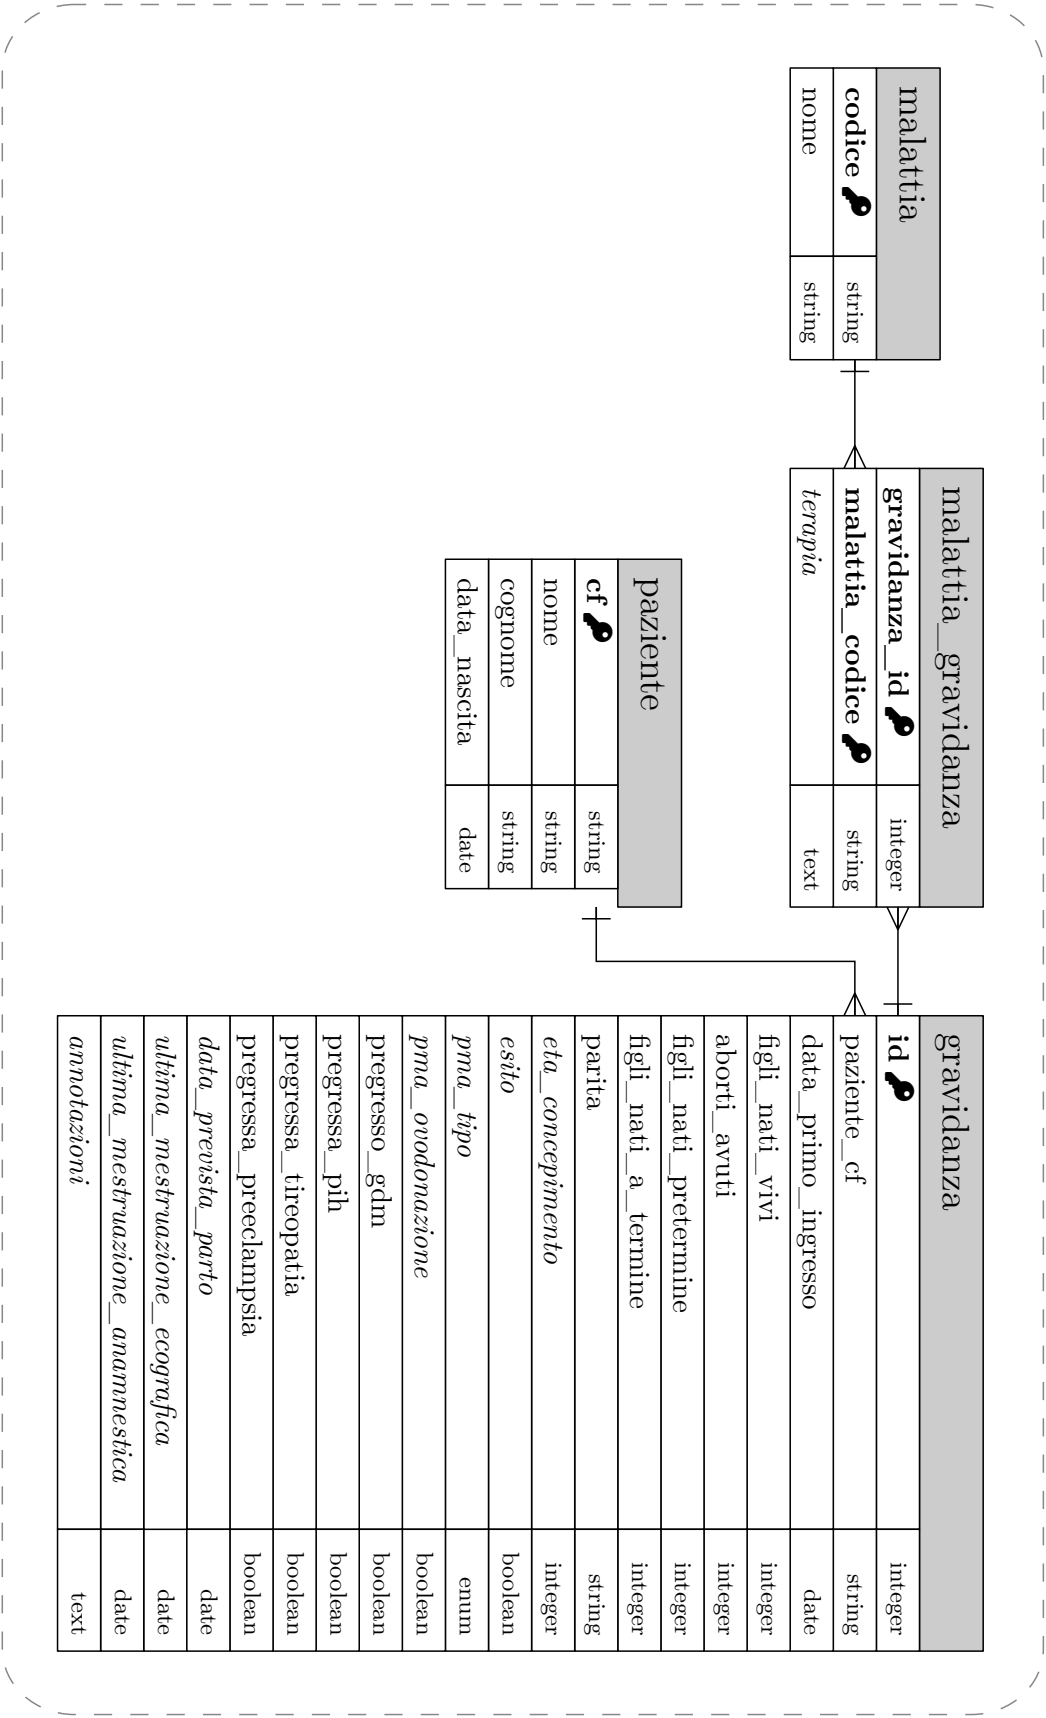 malattia
codice string
nome string
malattia_gravidanza
gravidanza_id integer
malattia_codice string
terapia text
paziente
cf string
nome string
cognome string
data_nascita date
gravidanza
id integer
paziente_cf string
data_primo_ingresso date
figli_nati_vivi integer
aborti_avuti integer
figli_nati_pretermine integer
figli_nati_a_termine integer
parita string
eta_concepimento integer
esito boolean
pma_tipo enum
pma_ovodonazione boolean
pregresso_gdm boolean
pregressa_pih boolean
pregressa_tireopatia boolean
pregressa_preeclampsia boolean
data_prevista_parto date
ultima_mestruazione_ecografica date
ultima_mestruazione_anamnestica date
annotazioni text